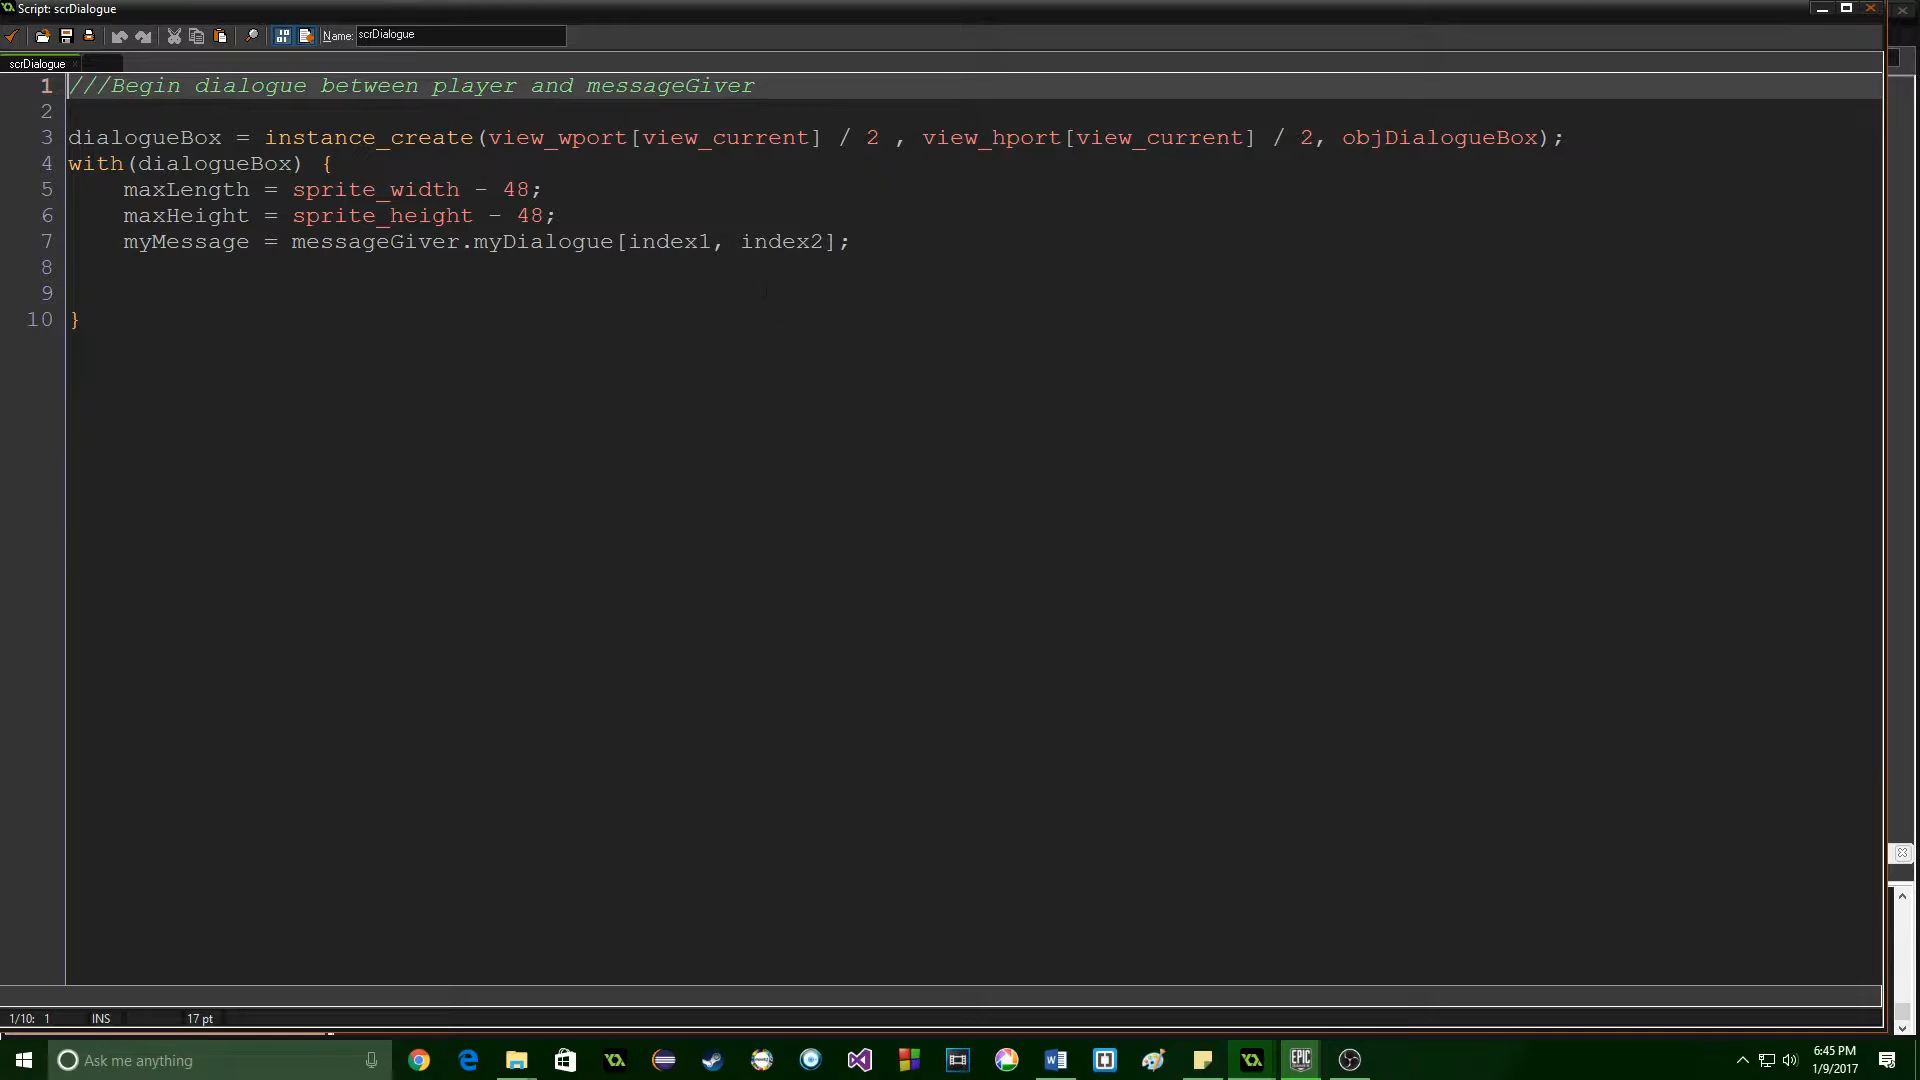 Script: scrDialogue
Name: scrDialogue
scrDialogue
1 ///Begin dialogue between player and messageGiver
2
3 dialogueBox = instance_create(view_wport[view_current] / 2 , view_hport[view_current] / 2, objDialogueBox);
4 with(dialogueBox) {
5 maxLength = sprite_width - 48;
6 maxHeight = sprite_height - 48;
7 myMessage = messageGiver.myDialogue[index1, index2];
8
9
10 }
1/10: 1 INS 17 pt
Ask me anything
EPIC
6:45 PM
1/9/2017